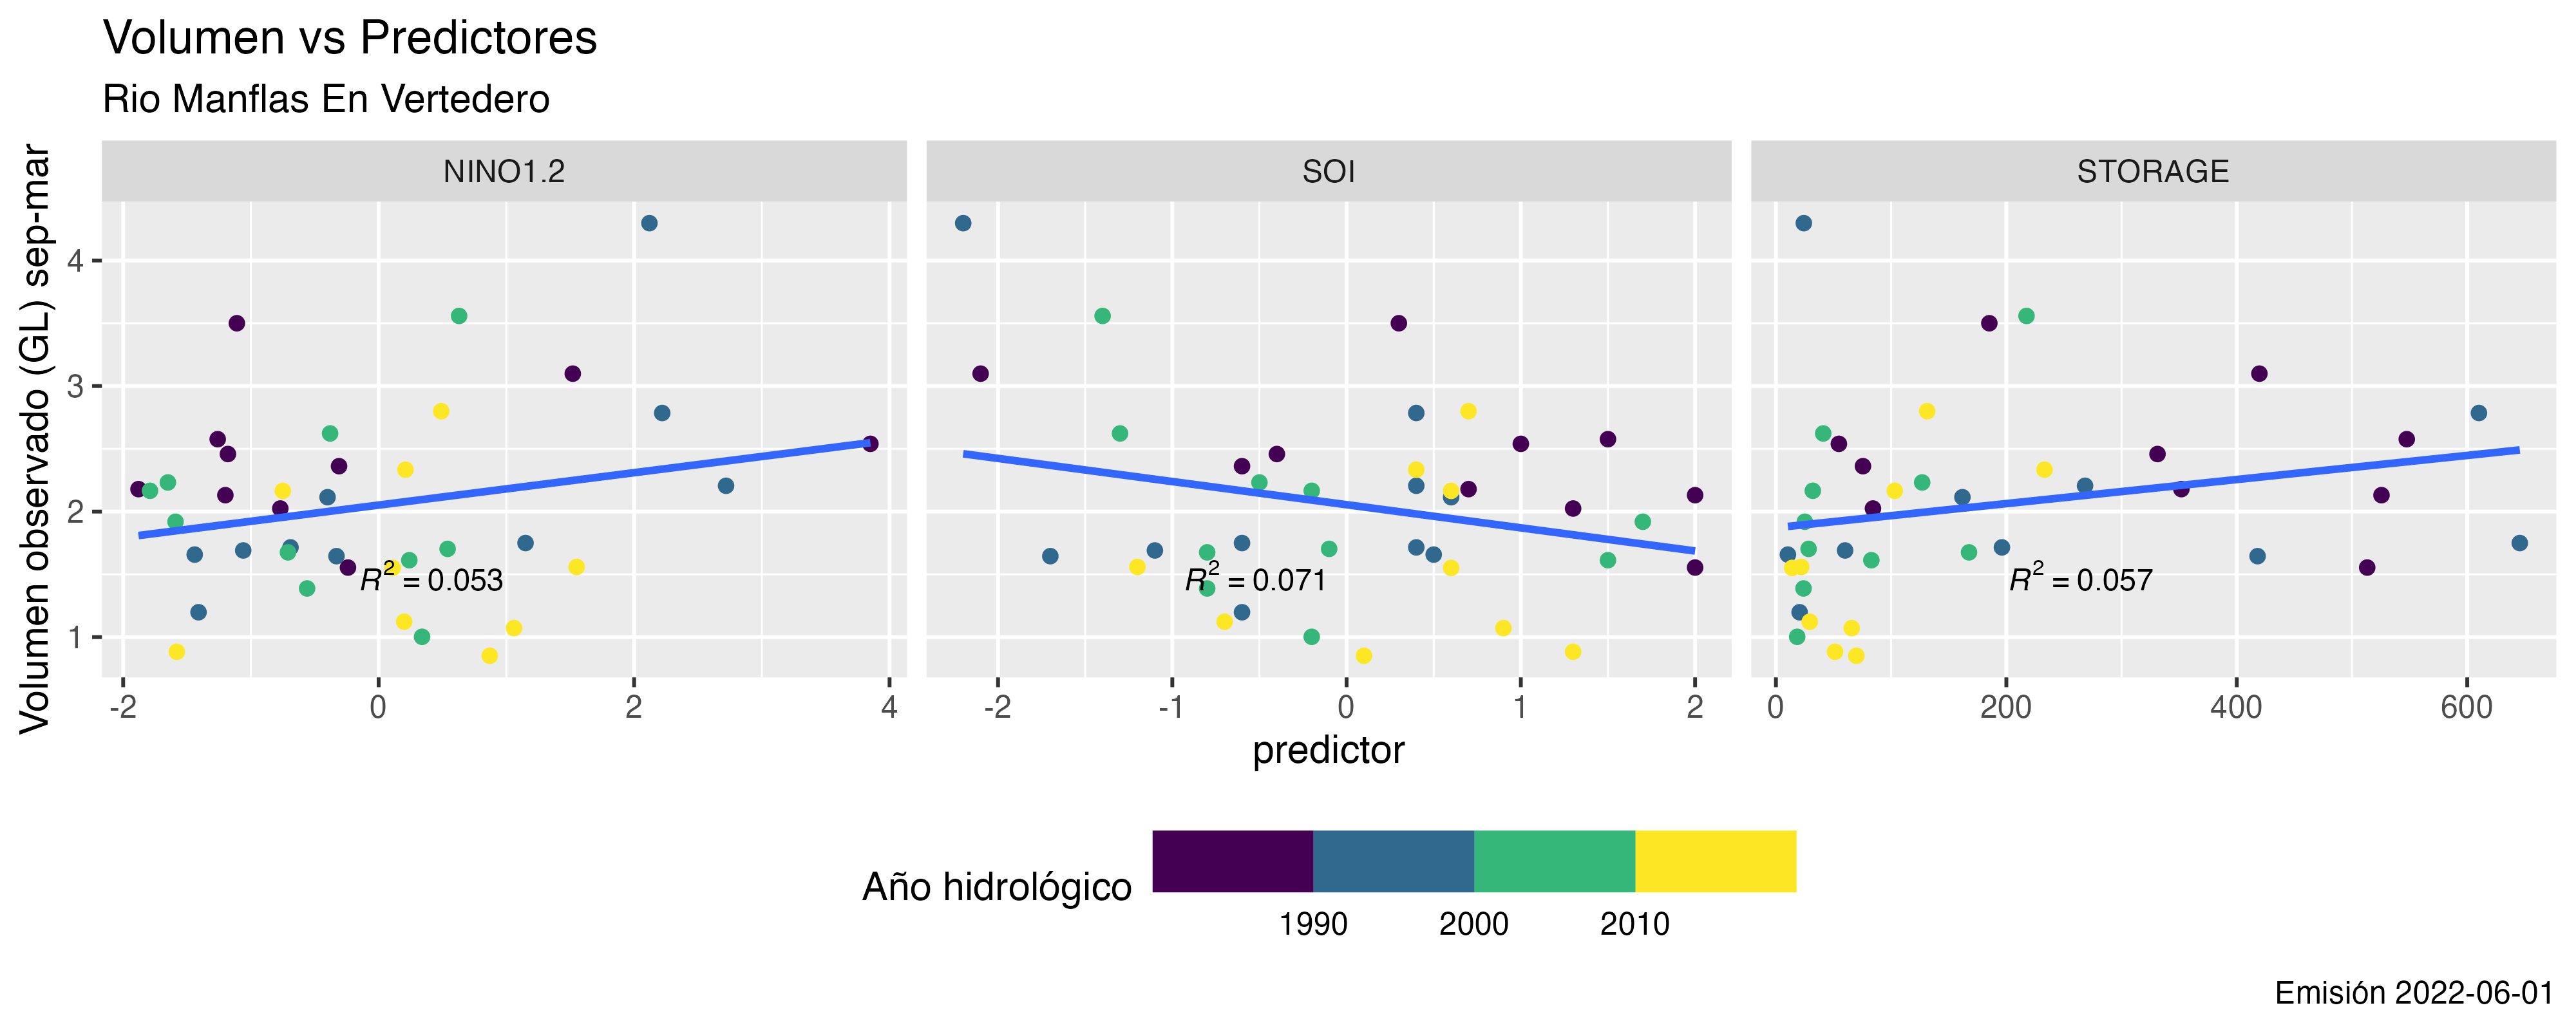 Volumen vs Predictores
Rio Manflas En Vertedero
Volumen observado (GL) sep-mar
NINO1.2
SOI
STORAGE
4
3
2
1
R² = 0.053
R² = 0.071
R² = 0.057
-2 0 2 4
-2 -1 0 1 2
0 200 400 600
predictor
Año hidrológico
1990 2000 2010
Emisión 2022-06-01